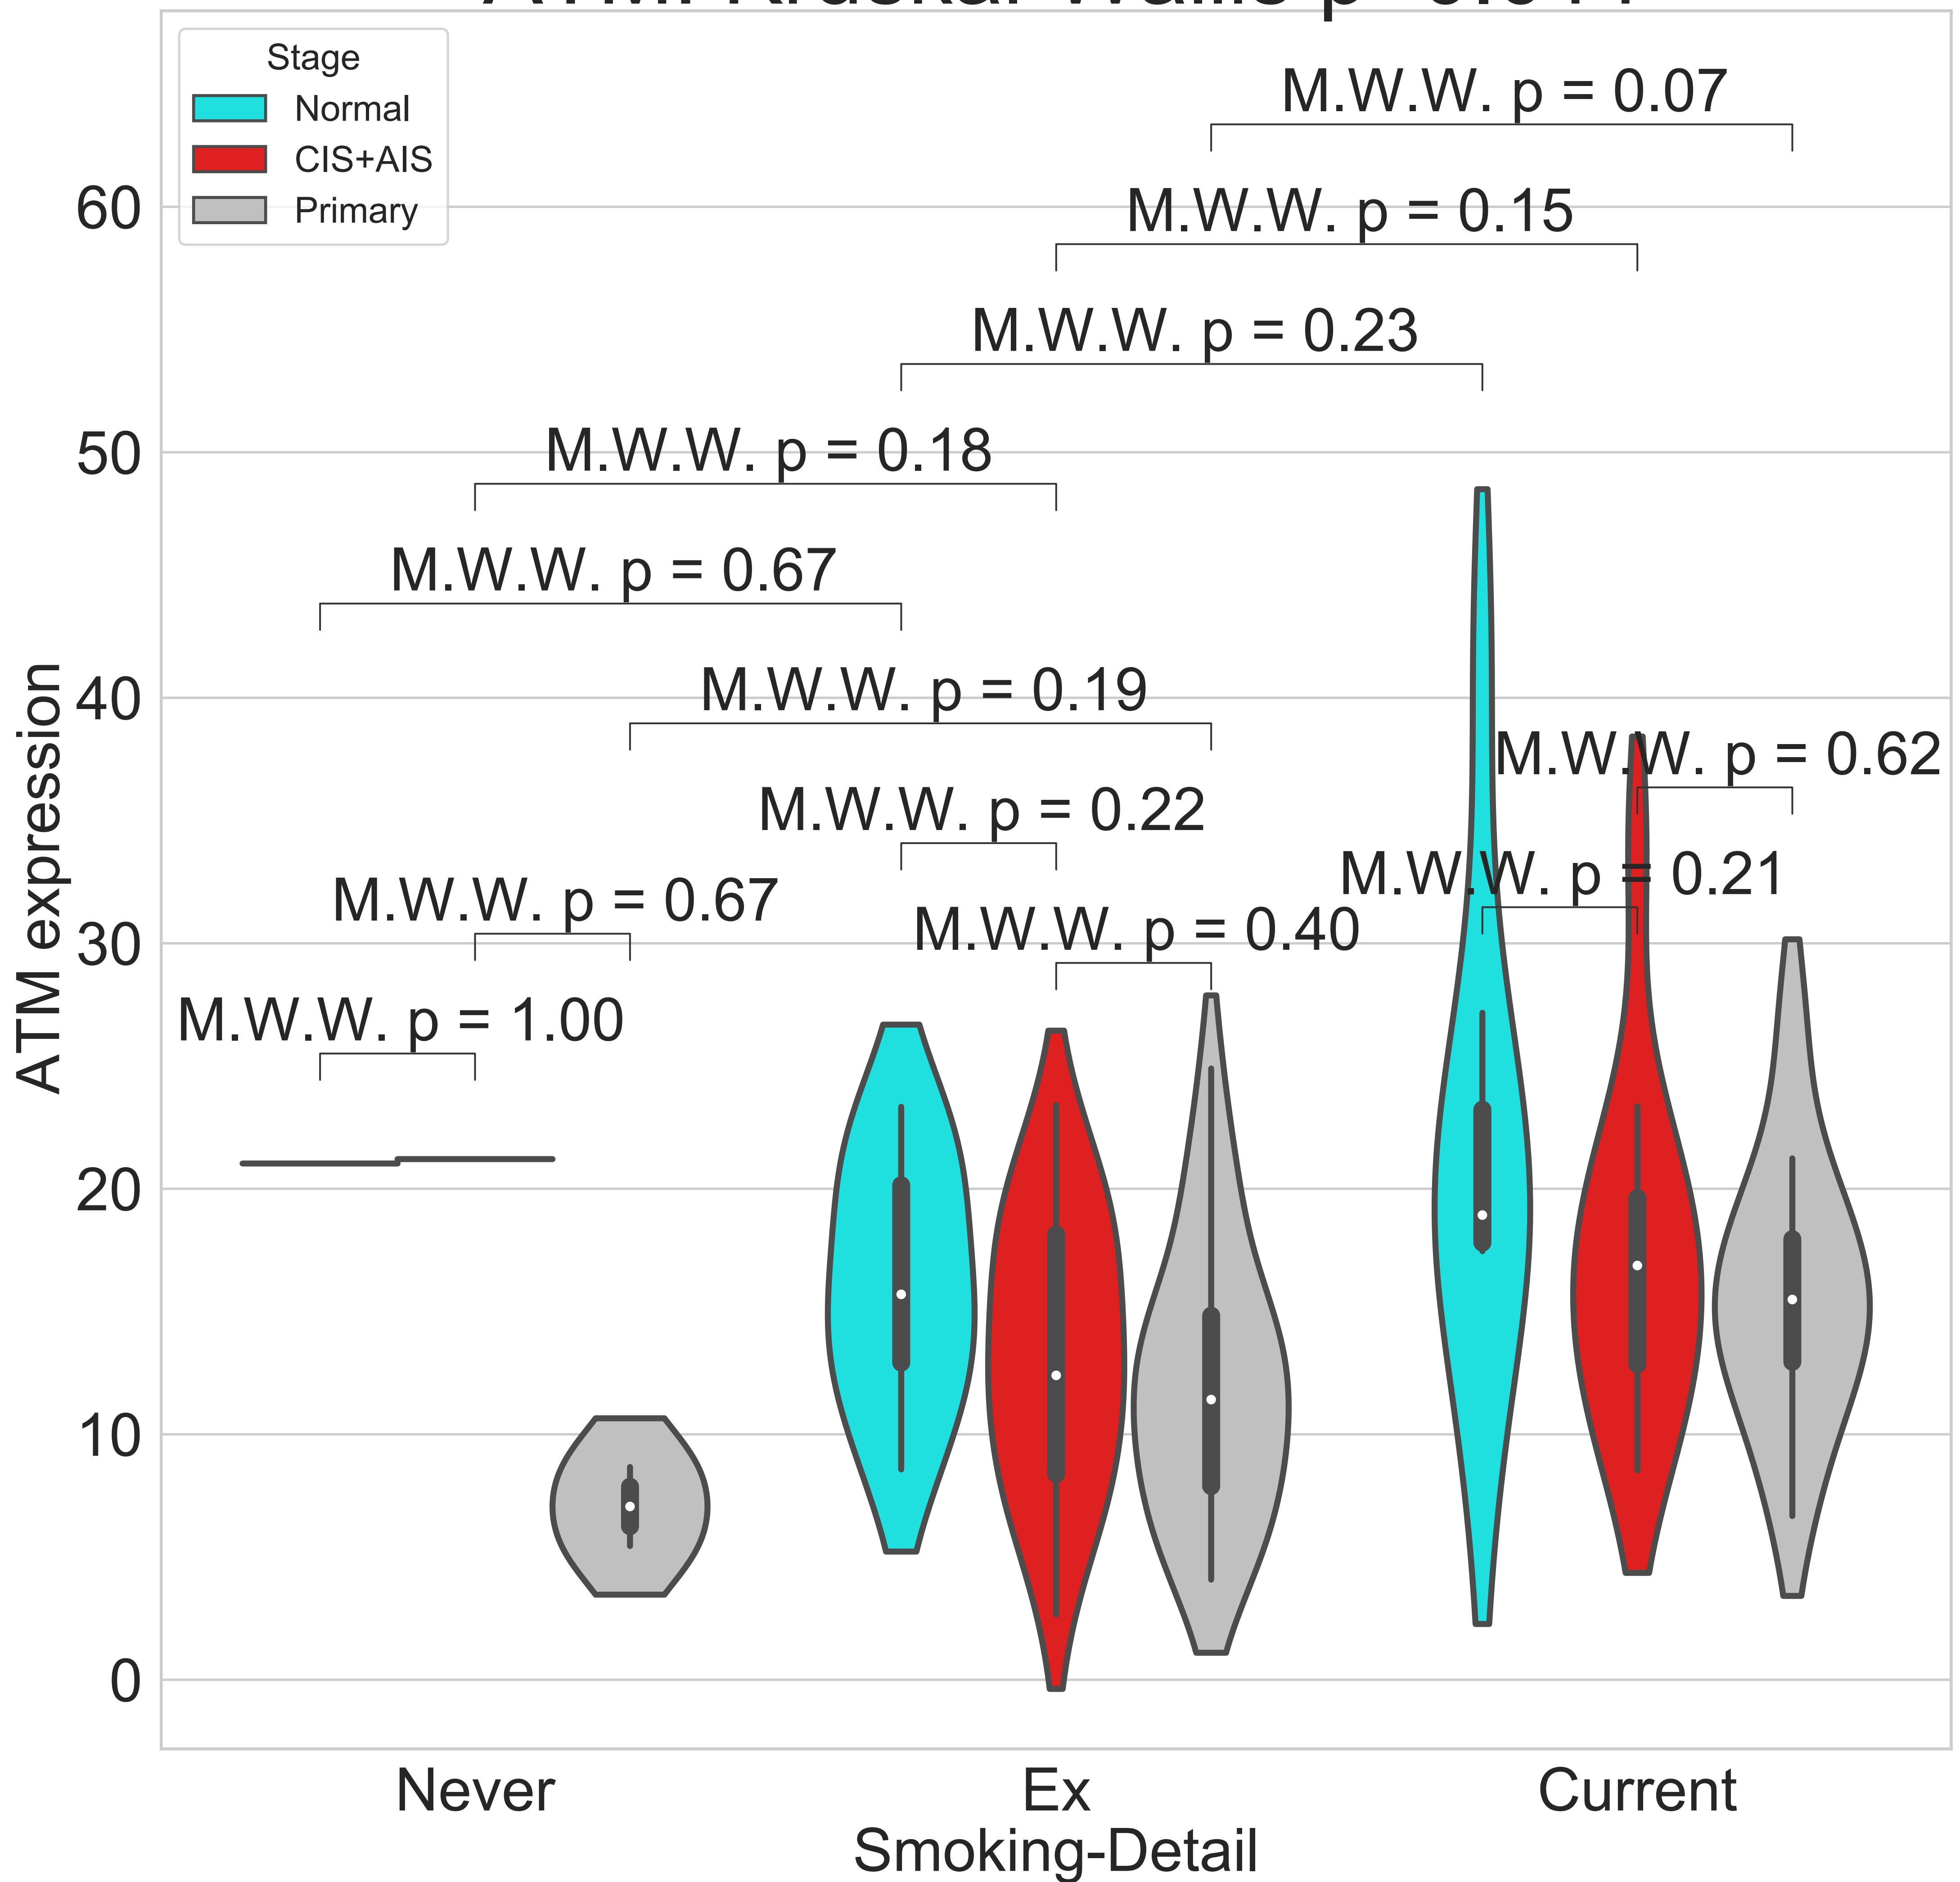 Stage
Normal
CIS+AIS
Primary
M.W.W. p = 0.07
M.W.W. p = 0.15
M.W.W. p = 0.23
M.W.W. p = 0.18
M.W.W. p = 0.67
M.W.W. p = 0.19
M.W.W. p = 0.62
M.W.W. p = 0.22
M.W.W. p = 0.21
M.W.W. p = 0.67
M.W.W. p = 0.40
M.W.W. p = 1.00
60
50
40
30
20
10
0
ATM expression
Never
Ex
Current
Smoking-Detail